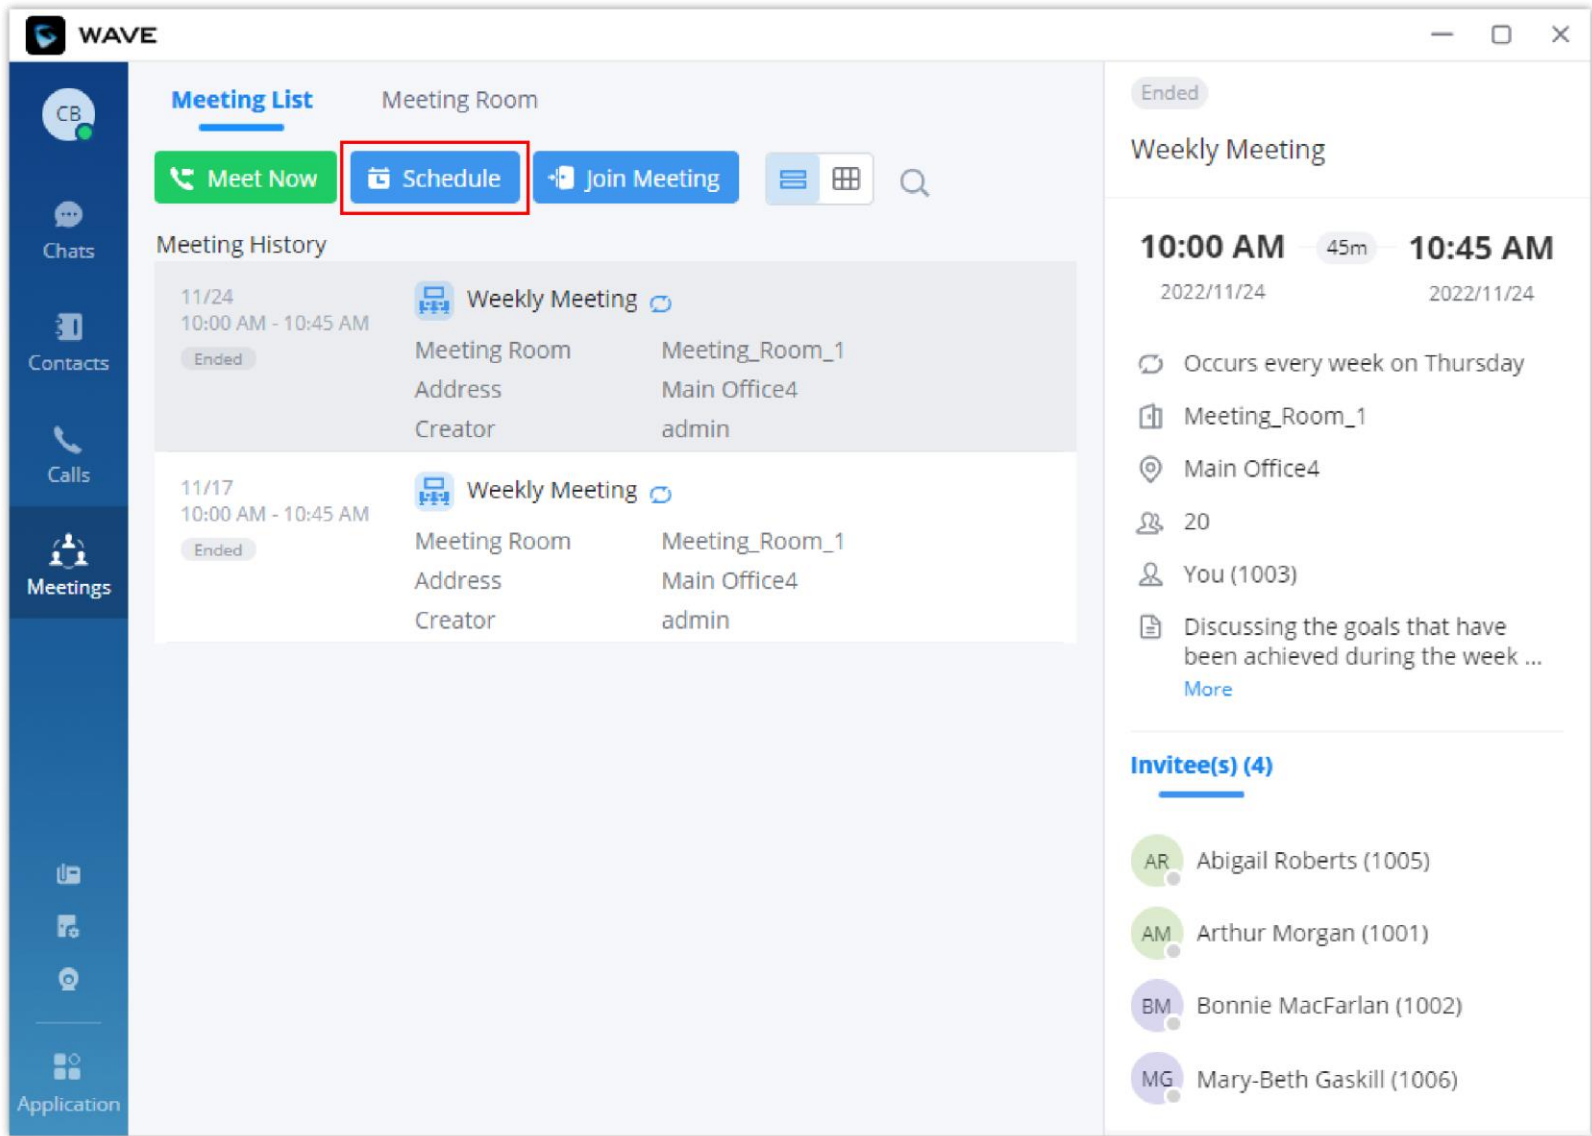 WAVE
CB
Chats
Contacts
Calls
Meetings
Application
Meeting List
Meeting Room
Meet Now
Schedule
Join Meeting
Meeting History
11/24
10:00 AM - 10:45 AM
Ended
Weekly Meeting
Meeting Room Meeting_Room_1
Address Main Office4
Creator admin
11/17
10:00 AM - 10:45 AM
Ended
Weekly Meeting
Meeting Room Meeting_Room_1
Address Main Office4
Creator admin
Ended
Weekly Meeting
10:00 AM 45m 10:45 AM
2022/11/24 2022/11/24
Occurs every week on Thursday
Meeting_Room_1
Main Office4
20
You (1003)
Discussing the goals that have
been achieved during the week ...
More
Invitee(s) (4)
AR Abigail Roberts (1005)
AM Arthur Morgan (1001)
BM Bonnie MacFarlan (1002)
MG Mary-Beth Gaskill (1006)